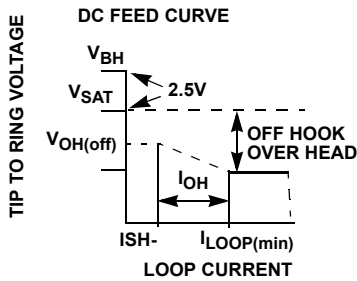 DC FEED CURVE
VBH
VSAT
2.5V
VOH(off)
OFF HOOK
OVER HEAD
IOH
ISH-
ILOOP(min)
LOOP CURRENT
TIP TO RING VOLTAGE